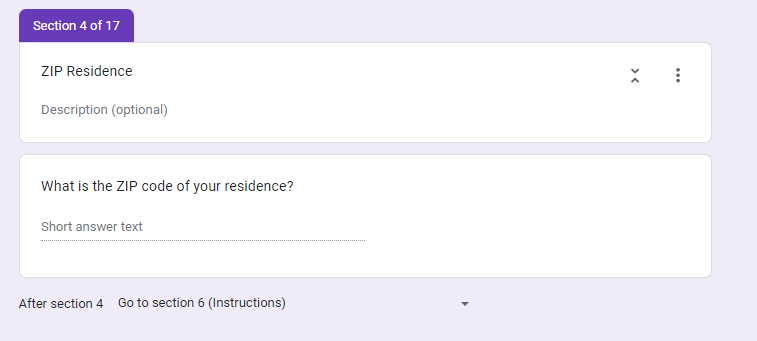 Section 4 of 17
ZIP Residence
Description (optional)
What is the ZIP code of your residence?
Short answer text
After section 4 Go to section 6 (Instructions)